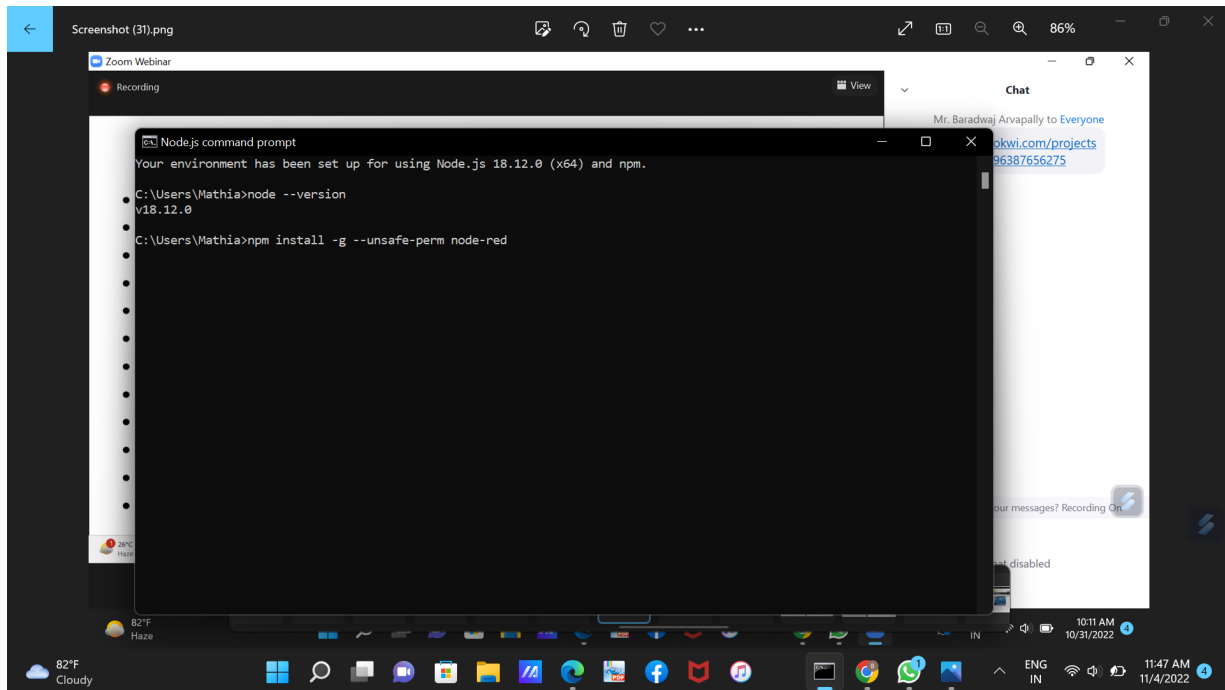 Screenshot (31).png
86%
Zoom Webinar
Recording
View
Chat
Mr. Baradwaj Arvapally to Everyone
okwi.com/projects
96387656275
Node.js command prompt
Your environment has been set up for using Node.js 18.12.0 (x64) and npm.
C:\Users\Mathia>node --version
v18.12.0
C:\Users\Mathia>npm install -g --unsafe-perm node-red
our messages? Recording On
disabled
26°C
Haze
82°F
Haze
IN
10:11 AM
10/31/2022
4
82°F
Cloudy
ENG
IN
11:47 AM
11/4/2022
4